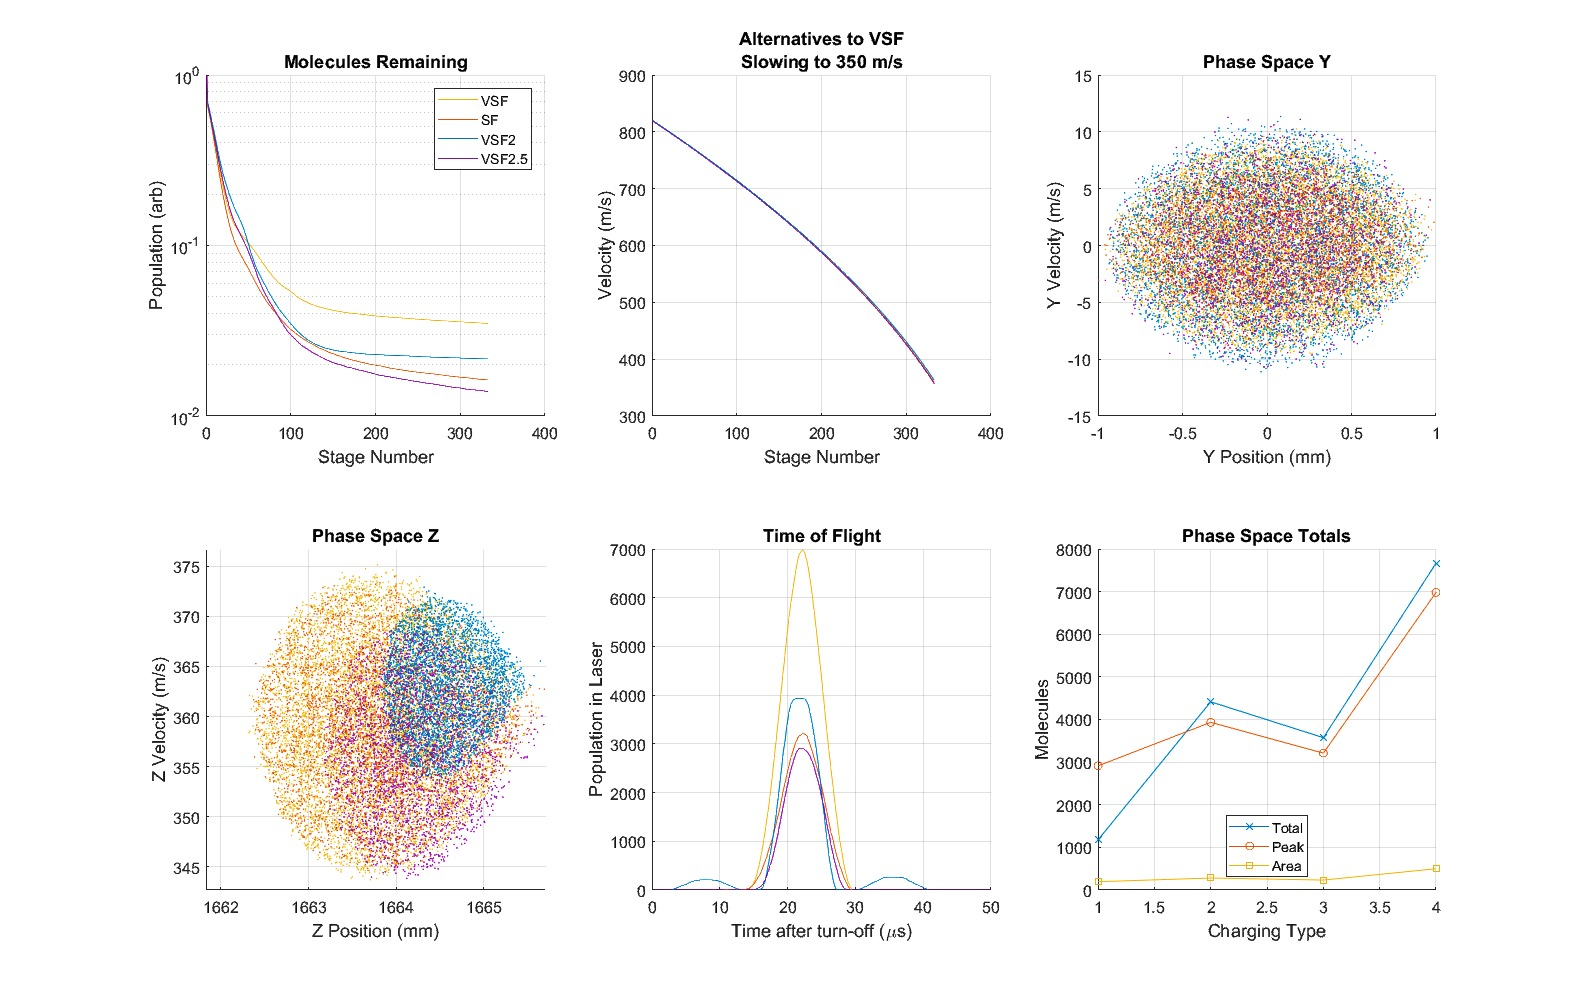 Molecules Remaining
10^0
10^-1
10^-2
Population (arb)
VSF
SF
VSF2
VSF2.5
0 100 200 300 400
Stage Number
Alternatives to VSF
Slowing to 350 m/s
900
800
700
600
500
400
300
Velocity (m/s)
0 100 200 300 400
Stage Number
Phase Space Y
15
10
5
0
-5
-10
-15
Y Velocity (m/s)
-1 -0.5 0 0.5 1
Y Position (mm)
Phase Space Z
375
370
365
360
355
350
345
Z Velocity (m/s)
1662 1663 1664 1665
Z Position (mm)
Time of Flight
7000
6000
5000
4000
3000
2000
1000
0
Population in Laser
0 10 20 30 40 50
Time after turn-off (μs)
Phase Space Totals
8000
7000
6000
5000
4000
3000
2000
1000
0
Molecules
Total
Peak
Area
1 1.5 2 2.5 3 3.5 4
Charging Type